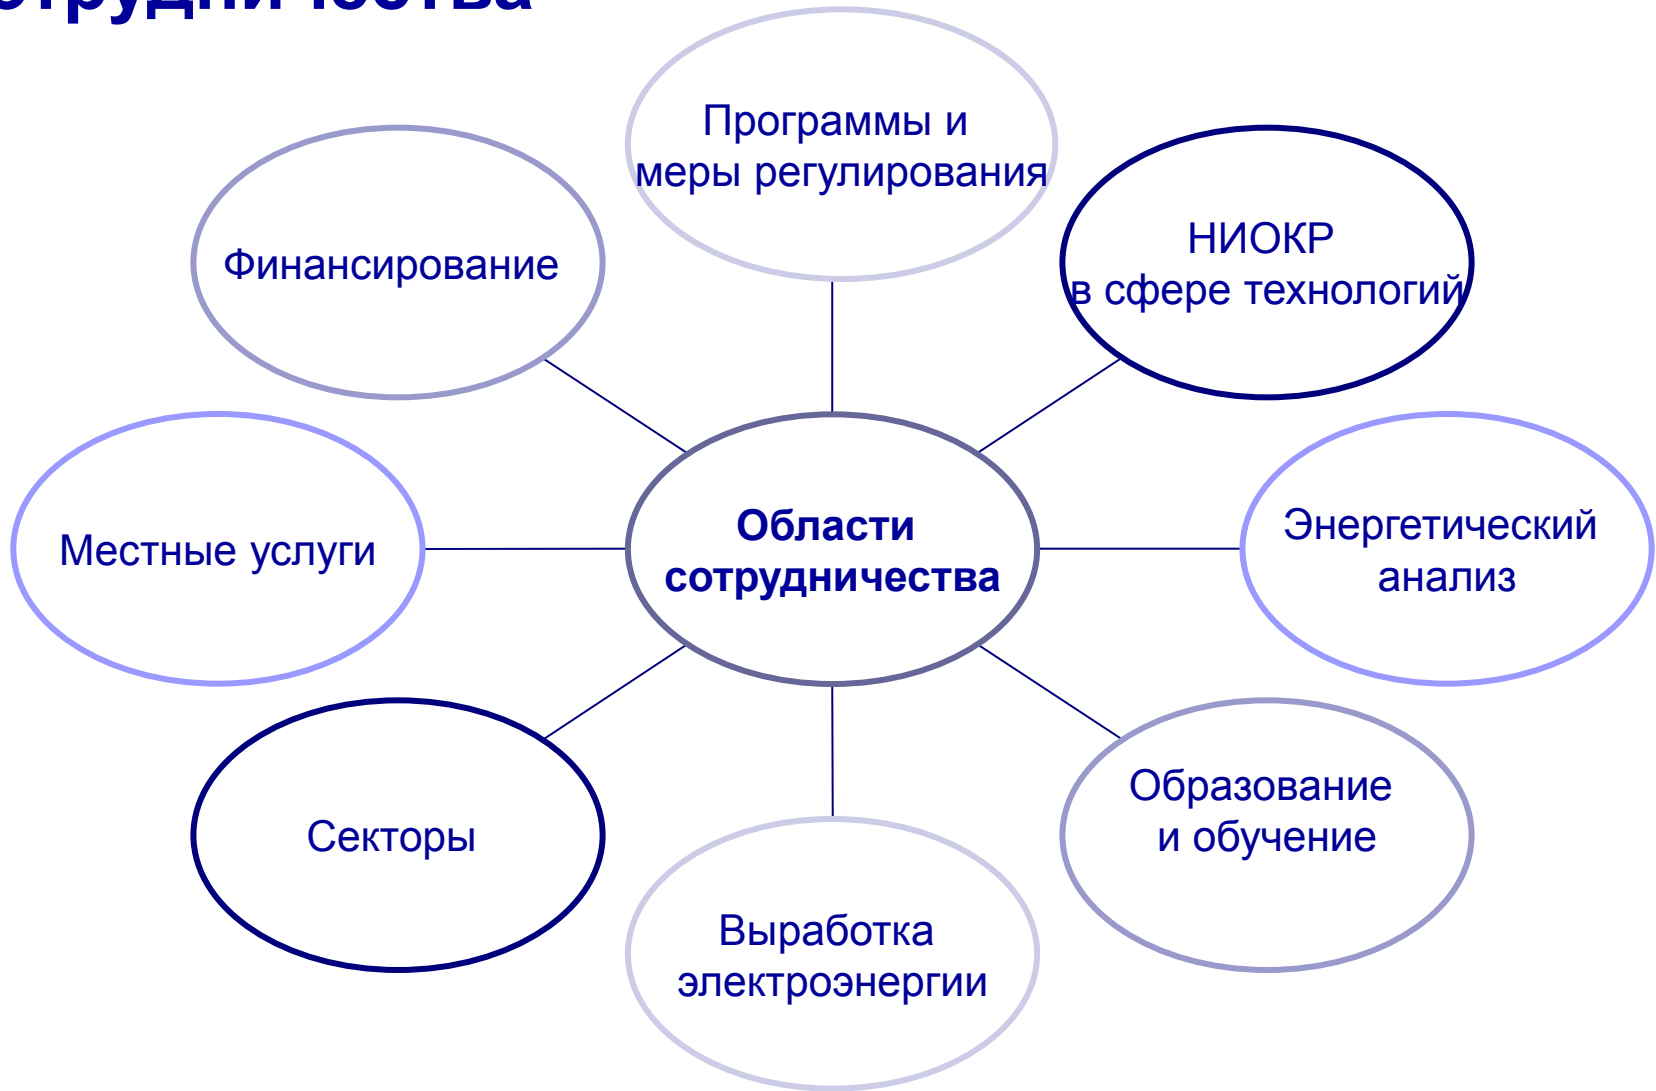 Программы и
меры регулирования
НИОКР
в сфере технологий
Финансирование
Области
сотрудничества
Энергетический
анализ
Местные услуги
Образование
и обучение
Секторы
Выработка
электроэнергии